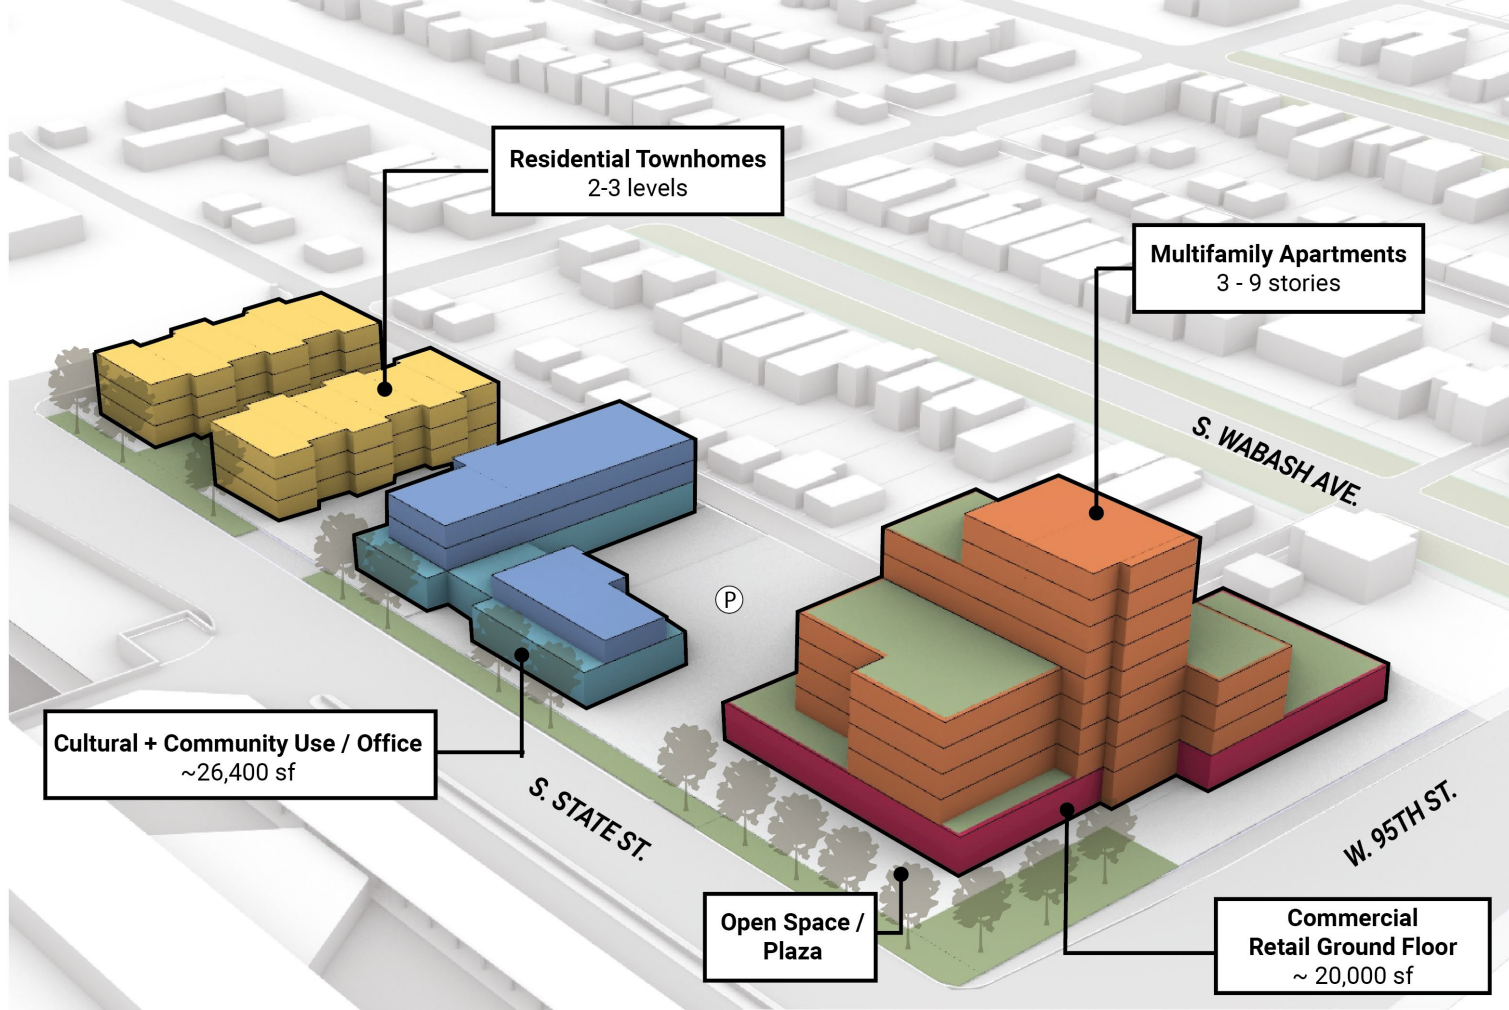 Residential Townhomes
2-3 levels
Multifamily Apartments
3 - 9 stories
S. WABASH AVE.
P
Cultural + Community Use / Office
~26,400 sf
S. STATE ST.
W. 95TH ST.
Open Space /
Plaza
Commercial
Retail Ground Floor
~ 20,000 sf